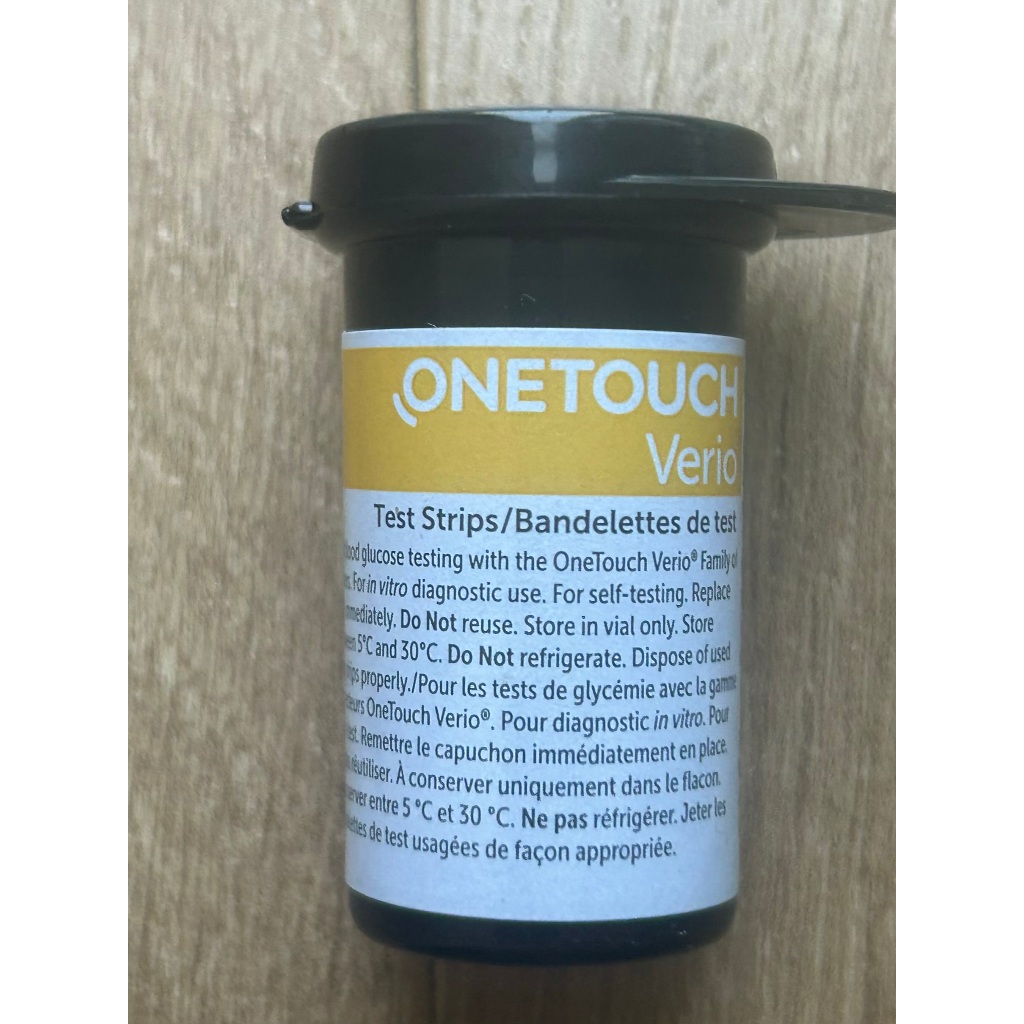 ONETOUCH
Verio
Test Strips/Bandelettes de test
glucose testing with the OneTouch Verio® Family of
For in vitro diagnostic use. For self-testing. Replace
Do Not reuse. Store in vial only. Store
5°C and 30°C. Do Not refrigerate. Dispose of used
properly./Pour les tests de glycémie avec la gamme
OneTouch Verio®. Pour diagnostic in vitro. Pour
Remettre le capuchon immédiatement en place.
réutiliser. À conserver uniquement dans le flacon.
entre 5 °C et 30 °C. Ne pas réfrigérer. Jeter les
de test usagées de façon appropriée.